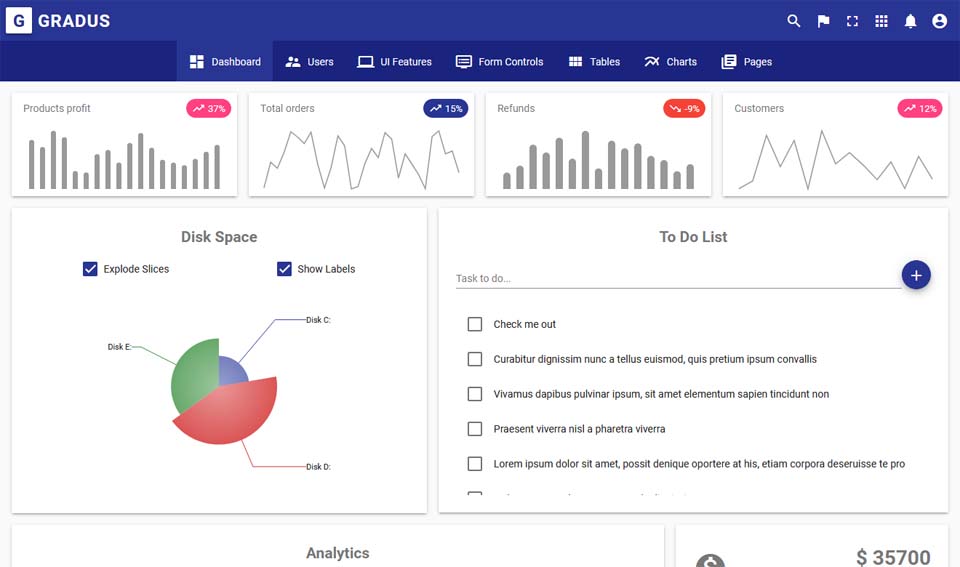 G GRADUS
Dashboard Users UI Features Form Controls Tables Charts Pages
Products profit 37% Total orders 15% Refunds -9% Customers 12%
Disk Space
Explode Slices Show Labels
Disk C:
Disk E:
Disk D:
To Do List
Task to do...
Check me out
Curabitur dignissim nunc a tellus euismod, quis pretium ipsum convallis
Vivamus dapibus pulvinar ipsum, sit amet elementum sapien tincidunt non
Praesent viverra nisl a pharetra viverra
Lorem ipsum dolor sit amet, possit denique oportere at his, etiam corpora deseruisse te pro
Analytics
$ 35700